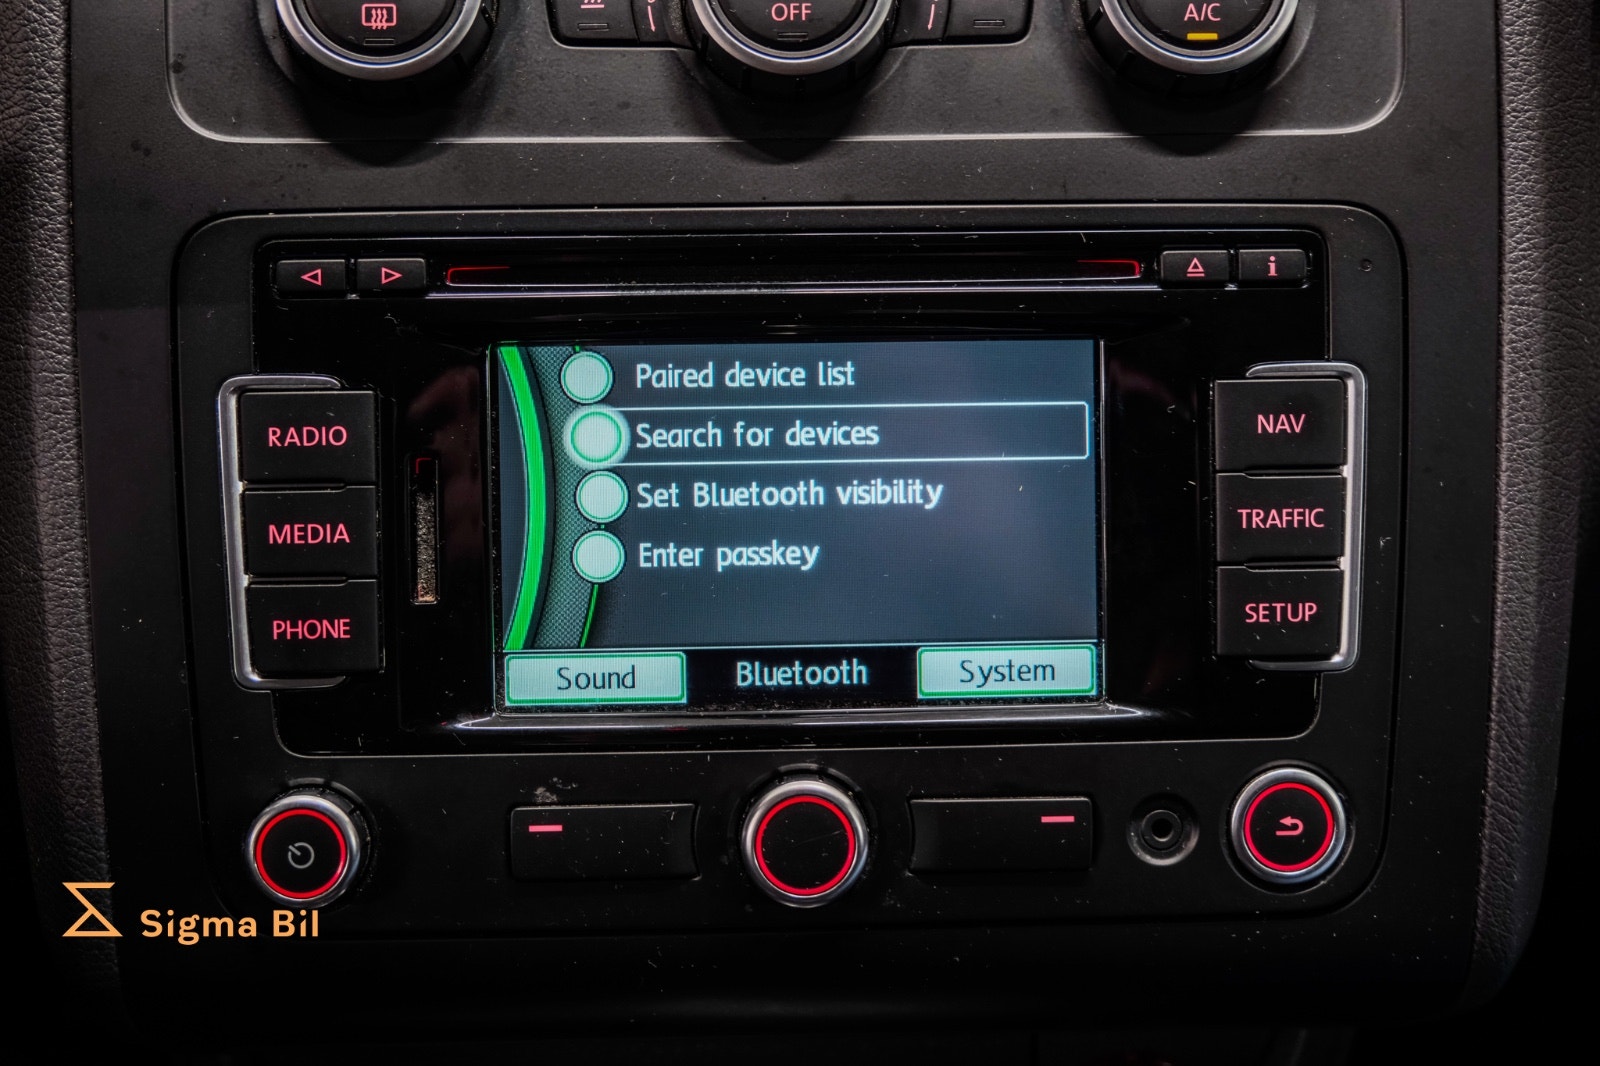 OFF
A/C
i
RADIO
MEDIA
PHONE
Paired device list
Search for devices
Set Bluetooth visibility
Enter passkey
Sound
Bluetooth
System
NAV
TRAFFIC
SETUP
Sigma Bil